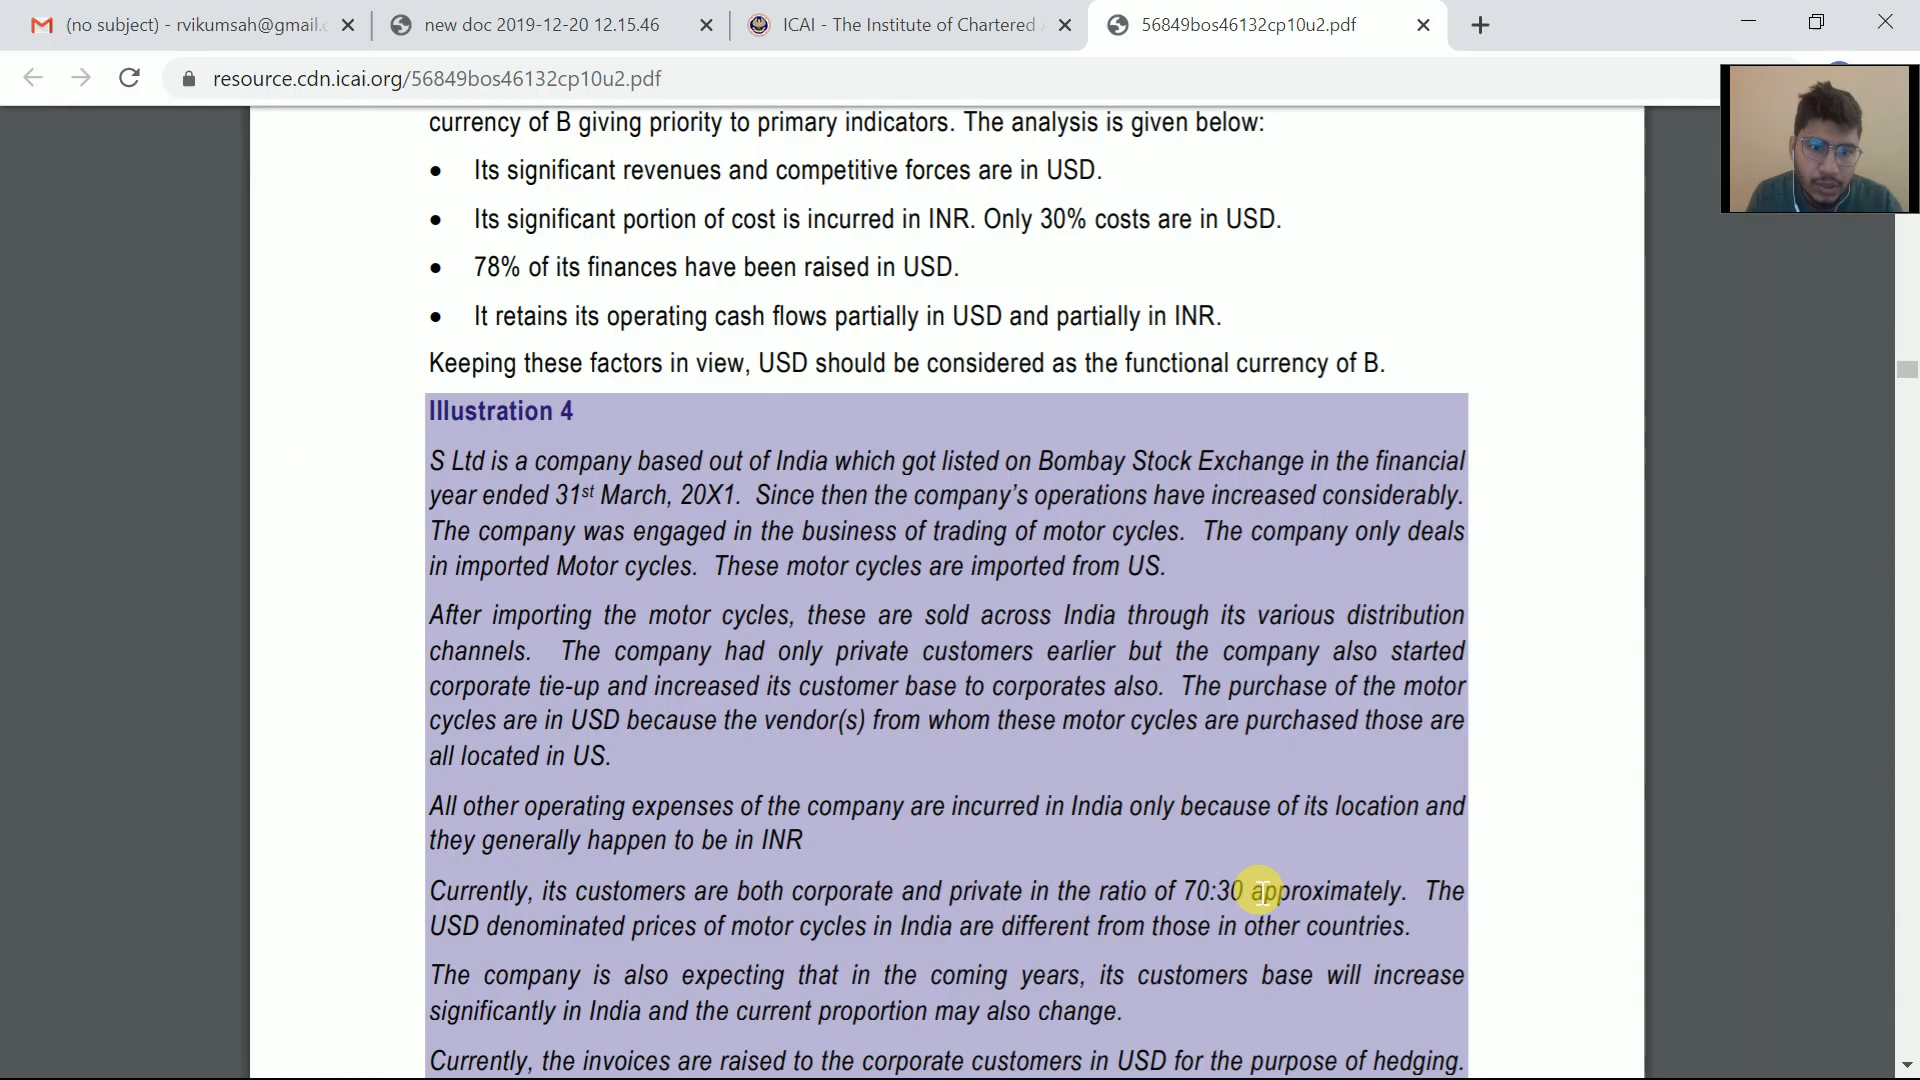 (no subject) - rvikumsah@gmail.
new doc 2019-12-20 12.15.46
ICAI - The Institute of Chartered
56849bos46132cp10u2.pdf
resource.cdn.icai.org/56849bos46132cp10u2.pdf
currency of B giving priority to primary indicators. The analysis is given below:
• Its significant revenues and competitive forces are in USD.
• Its significant portion of cost is incurred in INR. Only 30% costs are in USD.
• 78% of its finances have been raised in USD.
• It retains its operating cash flows partially in USD and partially in INR.
Keeping these factors in view, USD should be considered as the functional currency of B.
Illustration 4
S Ltd is a company based out of India which got listed on Bombay Stock Exchange in the financial
year ended 31st March, 20X1. Since then the company's operations have increased considerably.
The company was engaged in the business of trading of motor cycles. The company only deals
in imported Motor cycles. These motor cycles are imported from US.
After importing the motor cycles, these are sold across India through its various distribution
channels. The company had only private customers earlier but the company also started
corporate tie-up and increased its customer base to corporates also. The purchase of the motor
cycles are in USD because the vendor(s) from whom these motor cycles are purchased those are
all located in US.
All other operating expenses of the company are incurred in India only because of its location and
they generally happen to be in INR
Currently, its customers are both corporate and private in the ratio of 70:30 approximately. The
USD denominated prices of motor cycles in India are different from those in other countries.
The company is also expecting that in the coming years, its customers base will increase
significantly in India and the current proportion may also change.
Currently, the invoices are raised to the corporate customers in USD for the purpose of hedging.